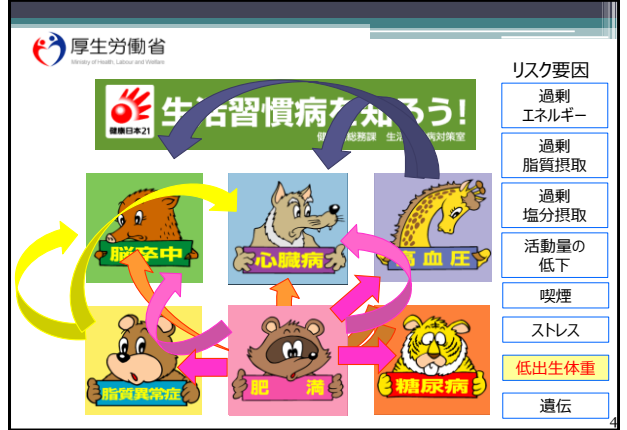 厚生労働省
Ministry of Health, Labour and Welfare
リスク要因
健康日本21
生活習慣病を知ろう!
過剰
エネルギー
過剰
脂質摂取
過剰
塩分摂取
活動量の
低下
喫煙
ストレス
低出生体重
遺伝
脳卒中
心臓病
高血圧
脂質異常症
肥満
糖尿病
4